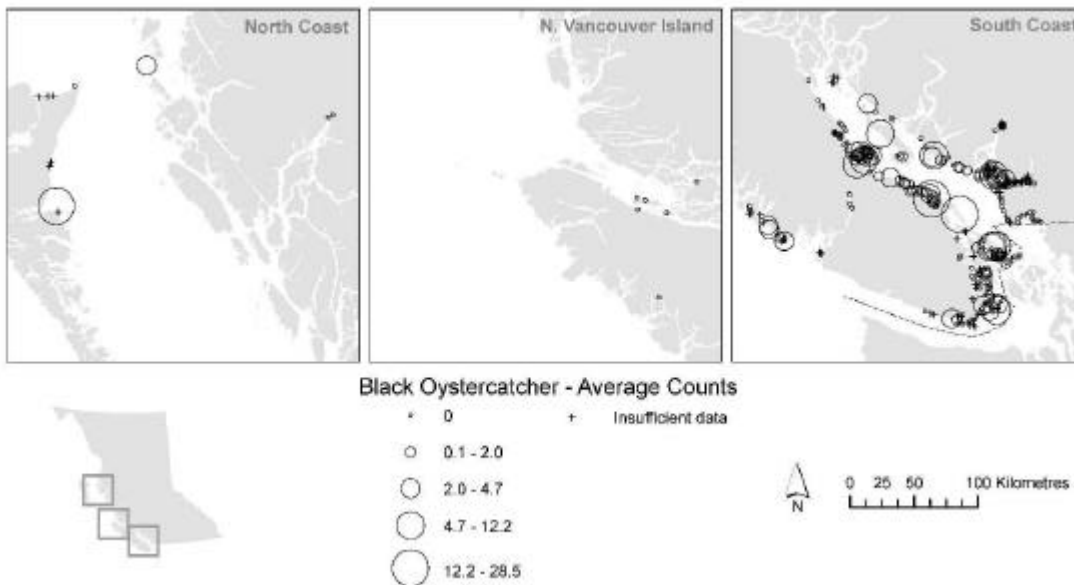 North Coast
N. Vancouver Island
South Coast
Black Oystercatcher - Average Counts
0
Insufficient data
0.1 - 2.0
2.0 - 4.7
4.7 - 12.2
12.2 - 28.5
N
0 25 50 100 Kilometres